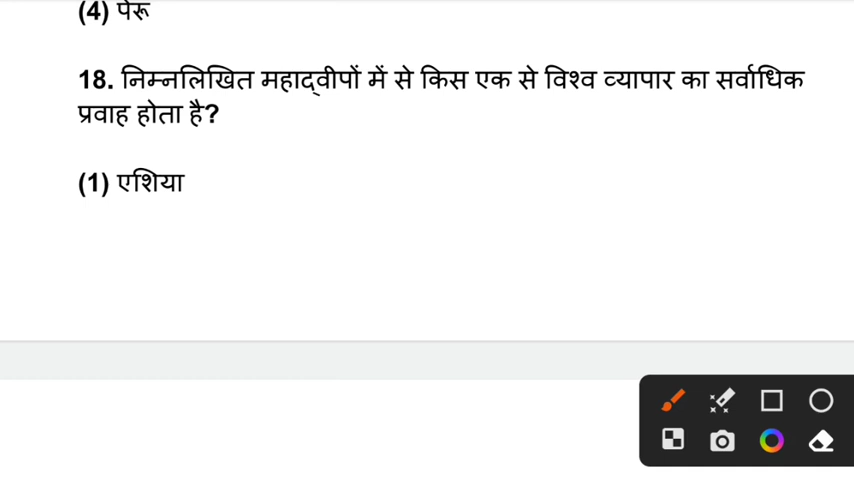 (4) पेरू
18. निम्नलिखित महाद्वीपों में से किस एक से विश्व व्यापार का सर्वाधिक
प्रवाह होता है?
(1) एशिया